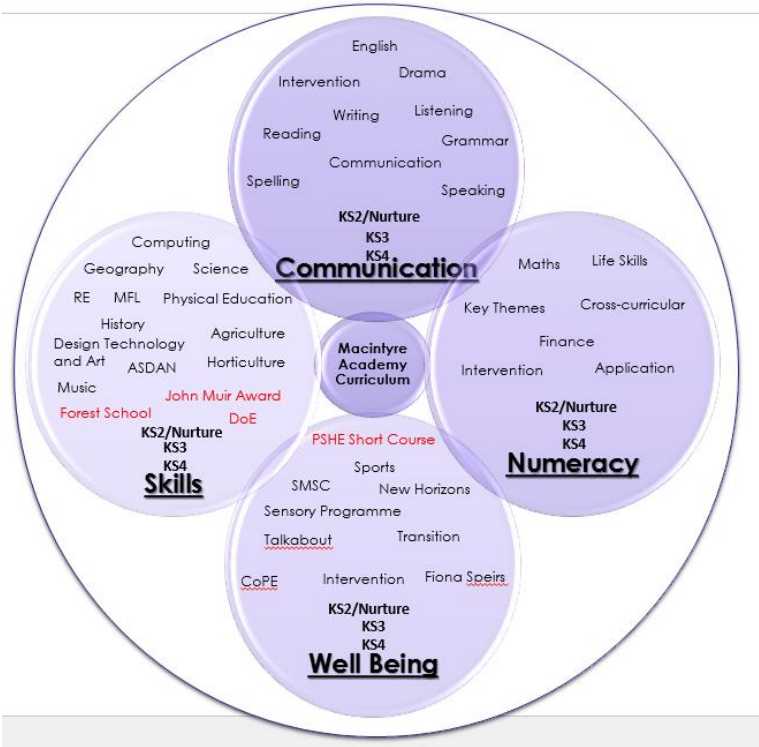 English
Intervention Drama
Writing Listening
Reading Grammar
Communication
Spelling Speaking
KS2/Nurture
KS3
KS4
Communication
Computing
Geography Science
RE MFL Physical Education
History
Design Technology Agriculture
and Art ASDAN Horticulture
Music
John Muir Award
Forest School DoE
KS2/Nurture
KS3
KS4
Skills
Macintyre
Academy
Curriculum
Maths Life Skills
Key Themes Cross-curricular
Finance
Intervention Application
KS2/Nurture
KS3
KS4
Numeracy
PSHE Short Course
Sports
SMSC New Horizons
Sensory Programme
Talkabout Transition
CoPE Intervention Fiona Speirs
KS2/Nurture
KS3
KS4
Well Being